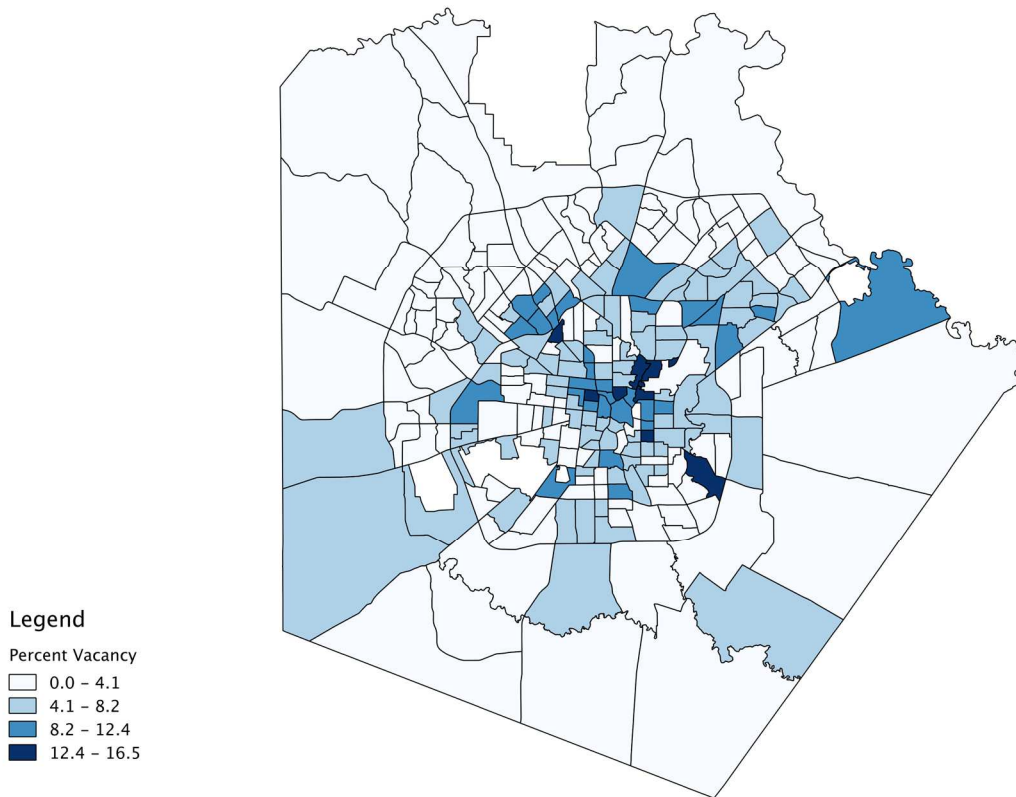 Legend
Percent Vacancy
0.0 – 4.1
4.1 – 8.2
8.2 – 12.4
12.4 – 16.5